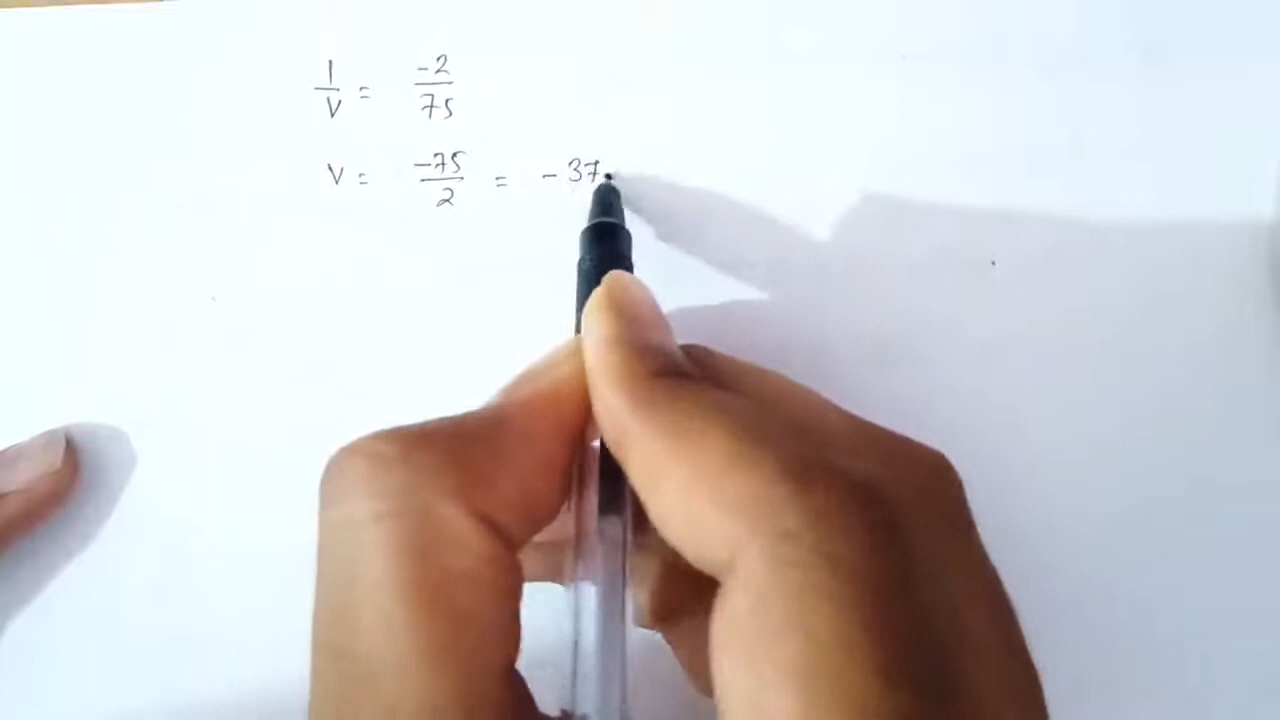 1/V = -2/75
V = -75/2 = -37.